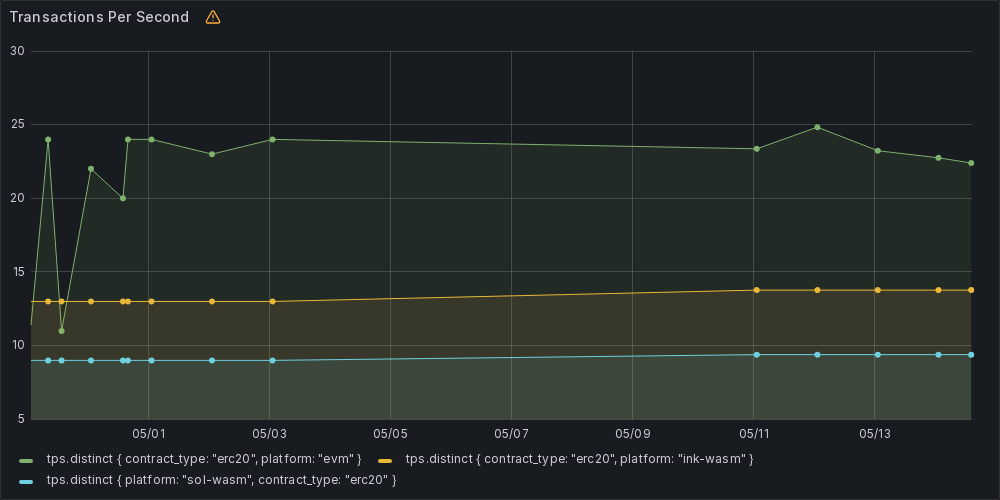 Transactions Per Second
30
25
20
15
10
5
05/01 05/03 05/05 05/07 05/09 05/11 05/13
tps.distinct { contract_type: "erc20", platform: "evm" } tps.distinct { contract_type: "erc20", platform: "ink-wasm" }
tps.distinct { platform: "sol-wasm", contract_type: "erc20" }